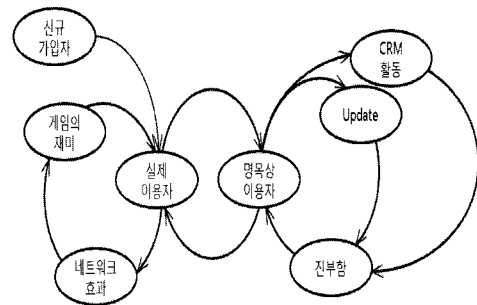 신규
가입자
CRM
활동
게임의
재미
Update
실제
이용자
명목상
이용자
네트워크
효과
진부함